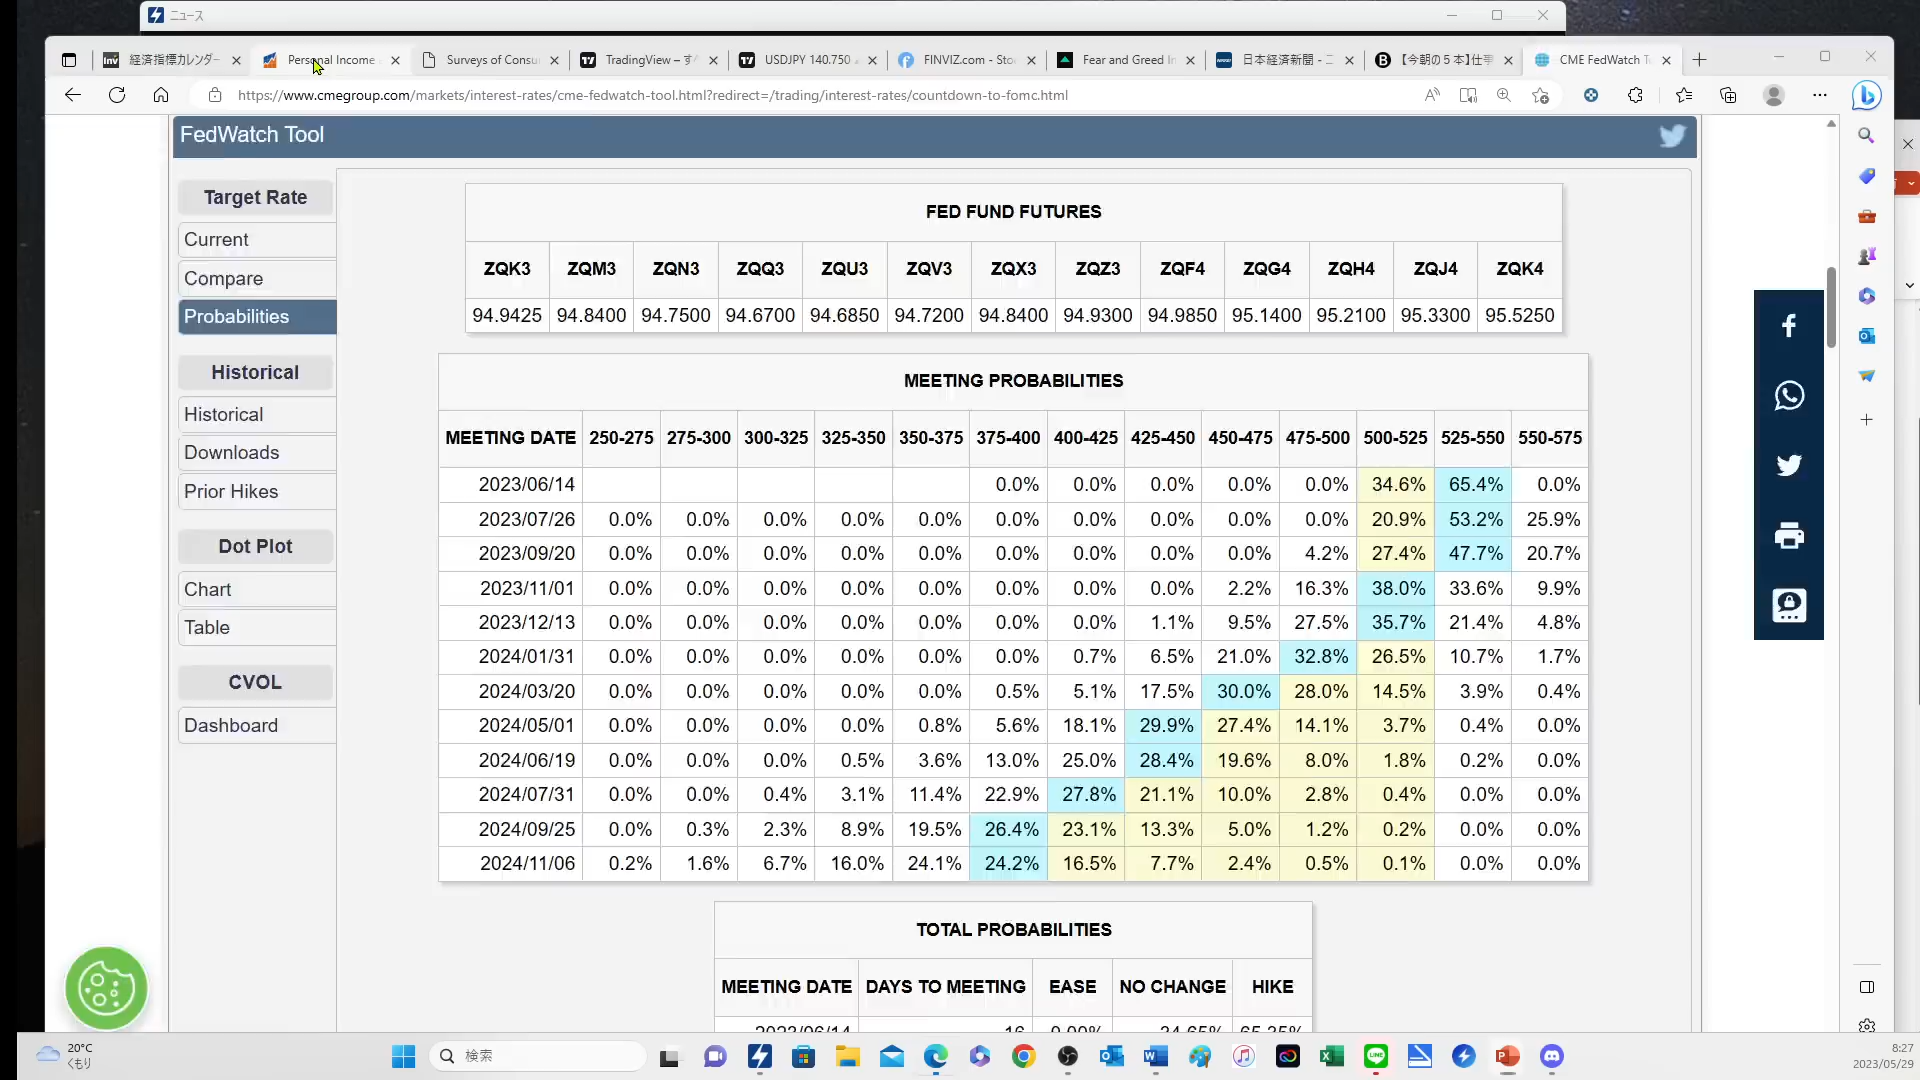 ニュース
経済指標カレンダー
Personal Income
Surveys of Consu
TradingView – す
USDJPY 140.750
FINVIZ.com - Sto
Fear and Greed In
日本経済新聞 - ニ
【今朝の5本】仕事
CME FedWatch T
https://www.cmegroup.com/markets/interest-rates/cme-fedwatch-tool.html?redirect=/trading/interest-rates/countdown-to-fomc.html
FedWatch Tool
Target Rate
Current
Compare
Probabilities
Historical
Historical
Downloads
Prior Hikes
Dot Plot
Chart
Table
CVOL
Dashboard
FED FUND FUTURES
ZQK3 ZQM3 ZQN3 ZQQ3 ZQU3 ZQV3 ZQX3 ZQZ3 ZQF4 ZQG4 ZQH4 ZQJ4 ZQK4
94.9425 94.8400 94.7500 94.6700 94.6850 94.7200 94.8400 94.9300 94.9850 95.1400 95.2100 95.3300 95.5250
MEETING PROBABILITIES
MEETING DATE 250-275 275-300 300-325 325-350 350-375 375-400 400-425 425-450 450-475 475-500 500-525 525-550 550-575
2023/06/14 0.0% 0.0% 0.0% 0.0% 0.0% 34.6% 65.4% 0.0%
2023/07/26 0.0% 0.0% 0.0% 0.0% 0.0% 0.0% 0.0% 0.0% 0.0% 0.0% 20.9% 53.2% 25.9%
2023/09/20 0.0% 0.0% 0.0% 0.0% 0.0% 0.0% 0.0% 0.0% 0.0% 4.2% 27.4% 47.7% 20.7%
2023/11/01 0.0% 0.0% 0.0% 0.0% 0.0% 0.0% 0.0% 0.0% 2.2% 16.3% 38.0% 33.6% 9.9%
2023/12/13 0.0% 0.0% 0.0% 0.0% 0.0% 0.0% 0.0% 1.1% 9.5% 27.5% 35.7% 21.4% 4.8%
2024/01/31 0.0% 0.0% 0.0% 0.0% 0.0% 0.0% 0.7% 6.5% 21.0% 32.8% 26.5% 10.7% 1.7%
2024/03/20 0.0% 0.0% 0.0% 0.0% 0.0% 0.5% 5.1% 17.5% 30.0% 28.0% 14.5% 3.9% 0.4%
2024/05/01 0.0% 0.0% 0.0% 0.0% 0.8% 5.6% 18.1% 29.9% 27.4% 14.1% 3.7% 0.4% 0.0%
2024/06/19 0.0% 0.0% 0.0% 0.5% 3.6% 13.0% 25.0% 28.4% 19.6% 8.0% 1.8% 0.2% 0.0%
2024/07/31 0.0% 0.0% 0.4% 3.1% 11.4% 22.9% 27.8% 21.1% 10.0% 2.8% 0.4% 0.0% 0.0%
2024/09/25 0.0% 0.3% 2.3% 8.9% 19.5% 26.4% 23.1% 13.3% 5.0% 1.2% 0.2% 0.0% 0.0%
2024/11/06 0.2% 1.6% 6.7% 16.0% 24.1% 24.2% 16.5% 7.7% 2.4% 0.5% 0.1% 0.0% 0.0%
TOTAL PROBABILITIES
MEETING DATE DAYS TO MEETING EASE NO CHANGE HIKE
2023/06/14 16 0.00% 34.65% 65.35%
20°C
くもり
検索
8:27
2023/05/29